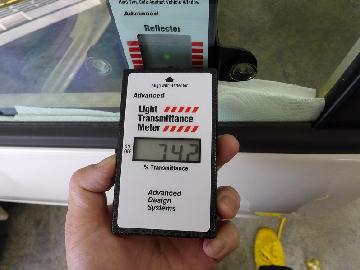 Advanced
Reflector
Advanced
Light
Transmittance
Meter
74.2
% Transmittance
Advanced
Design
Systems